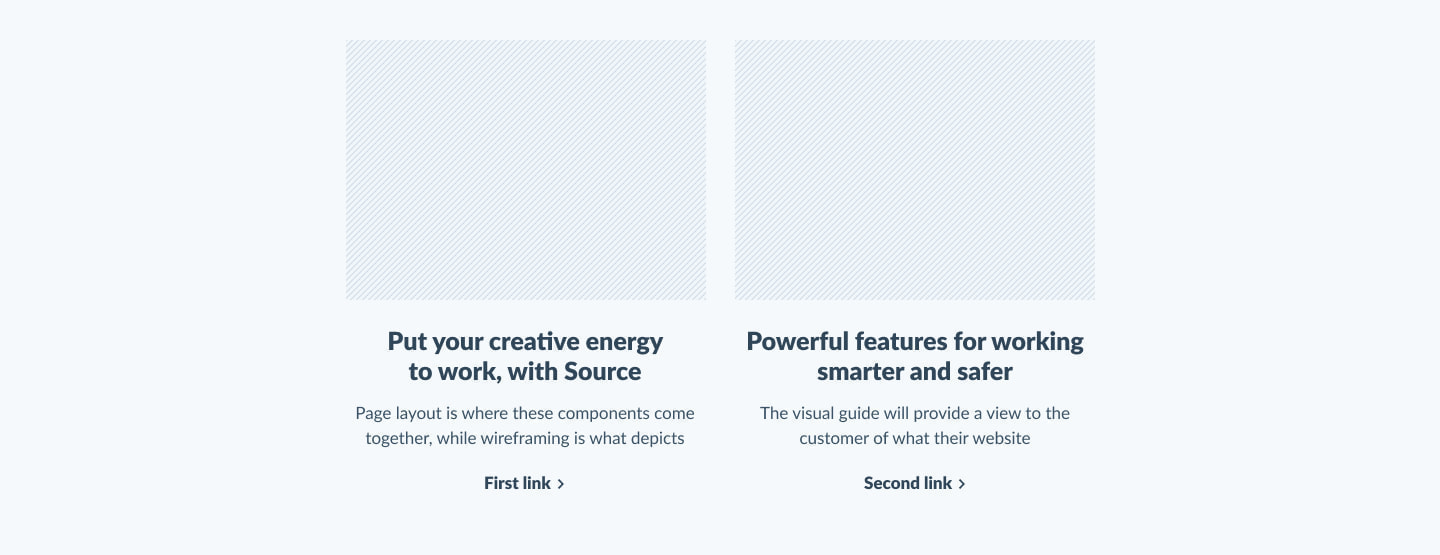 Put your creative energy
to work, with Source
Page layout is where these components come
together, while wireframing is what depicts
First link
Powerful features for working
smarter and safer
The visual guide will provide a view to the
customer of what their website
Second link